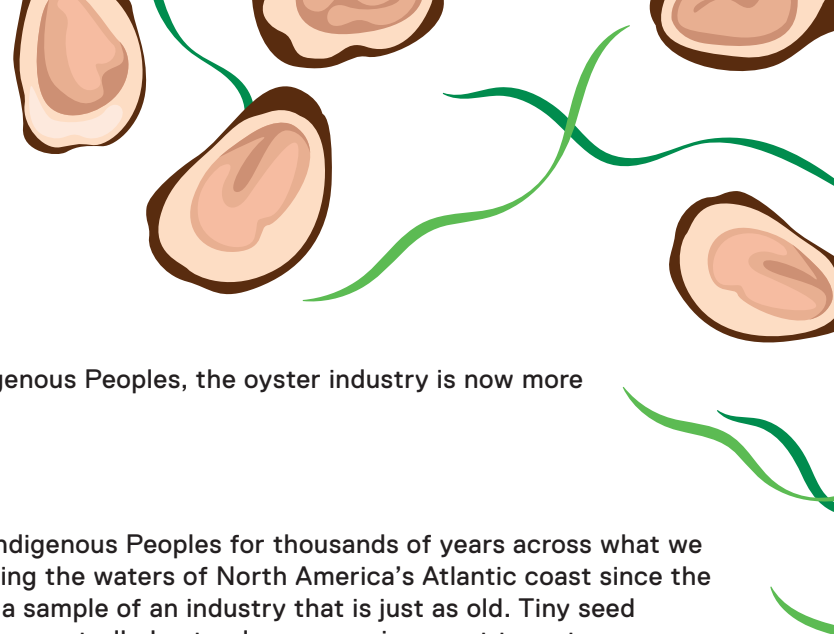 genous Peoples, the oyster industry is now more
ndigenous Peoples for thousands of years across what we
ing the waters of North America’s Atlantic coast since the
a sample of an industry that is just as old. Tiny seed